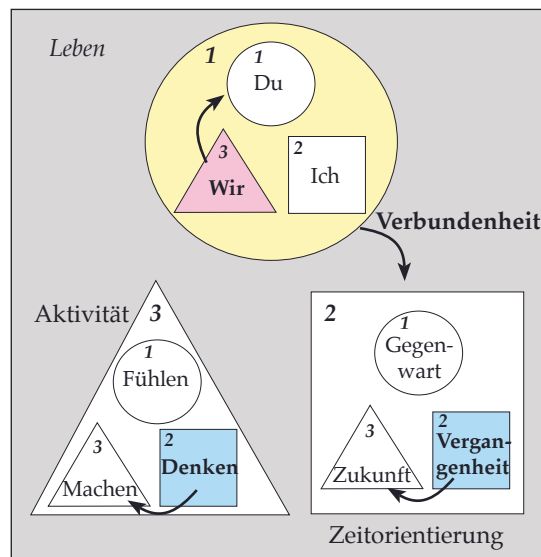 Leben
1
1
Du
3
Wir
2
Ich
Verbundenheit
Aktivität
3
1
Fühlen
3
Machen
2
Denken
2
1
Gegen-
wart
3
Zukunft
2
Vergan-
genheit
Zeitorientierung